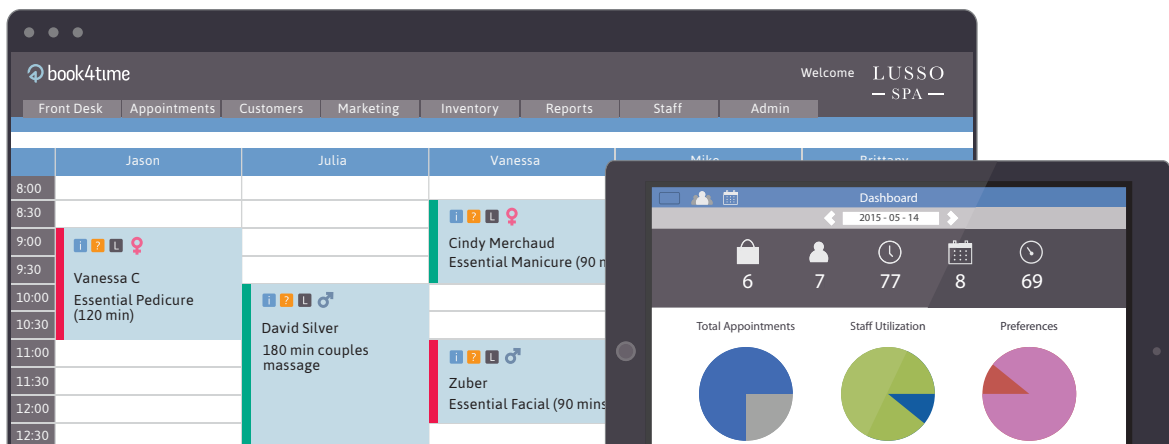 book4time
Welcome
LUSSO
SPA
Front Desk Appointments Customers Marketing Inventory Reports Staff Admin
Jason Julia Vanessa Mike Brittany
8:00
8:30
9:00
9:30
10:00
10:30
11:00
11:30
12:00
12:30
i ? L
Vanessa C
Essential Pedicure
(120 min)
i ? L
David Silver
180 min couples
massage
i ? L
Cindy Merchaud
Essential Manicure (90 m
i ? L
Zuber
Essential Facial (90 mins
Dashboard
2015 - 05 - 14
6 7 77 8 69
Total Appointments Staff Utilization Preferences